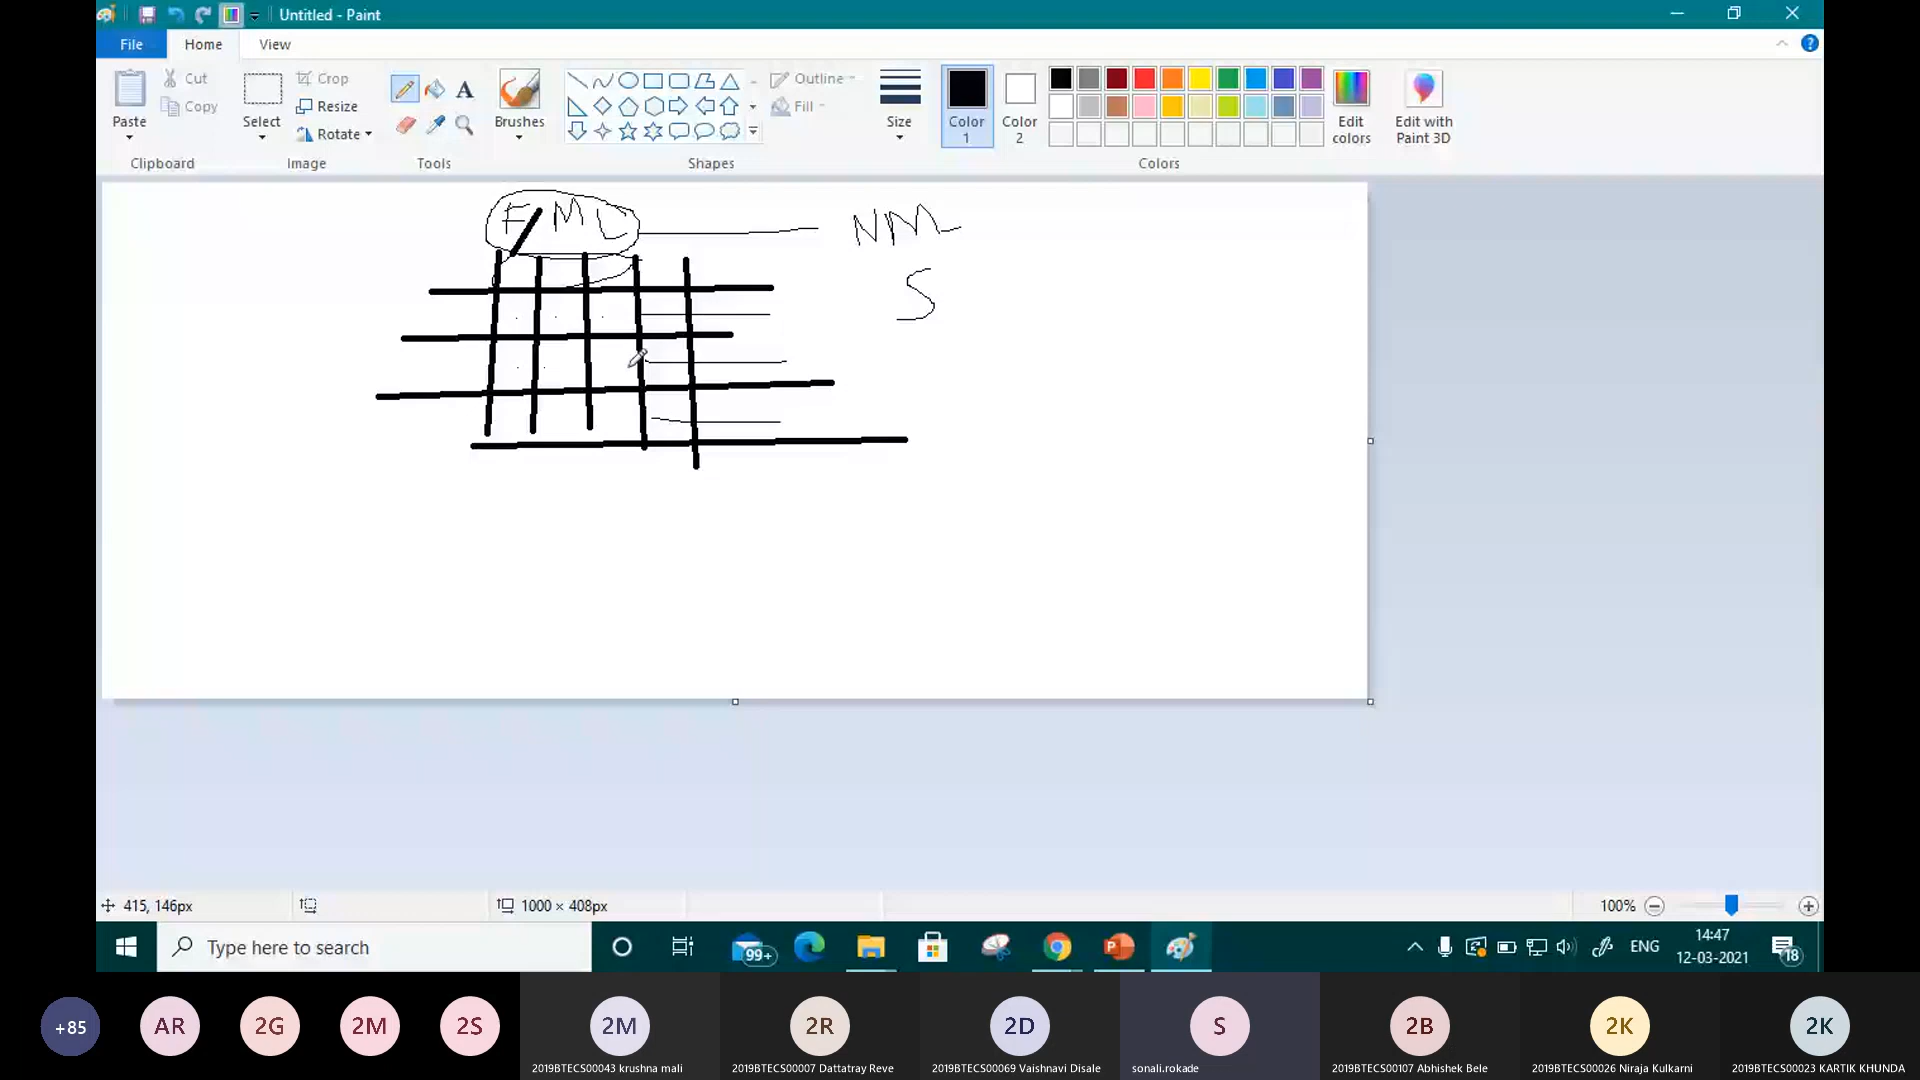 Untitled - Paint
File Home View
Paste
Cut
Copy
Clipboard
Select
Crop
Resize
Rotate
Image
A
Tools
Brushes
Shapes
Outline
Fill
Size
Color 1
Color 2
Colors
Edit colors
Edit with Paint 3D
F M L
NM
S
415, 146px
1000 × 408px
100%
Type here to search
99+
ENG
14:47
12-03-2021
18
+85
AR
2G
2M
2S
2M
2019BTECS00043 krushna mali
2R
2019BTECS00007 Dattatray Reve
2D
2019BTECS00069 Vaishnavi Disale
S
sonali.rokade
2B
2019BTECS00107 Abhishek Bele
2K
2019BTECS00026 Niraja Kulkarni
2K
2019BTECS00023 KARTIK KHUNDA